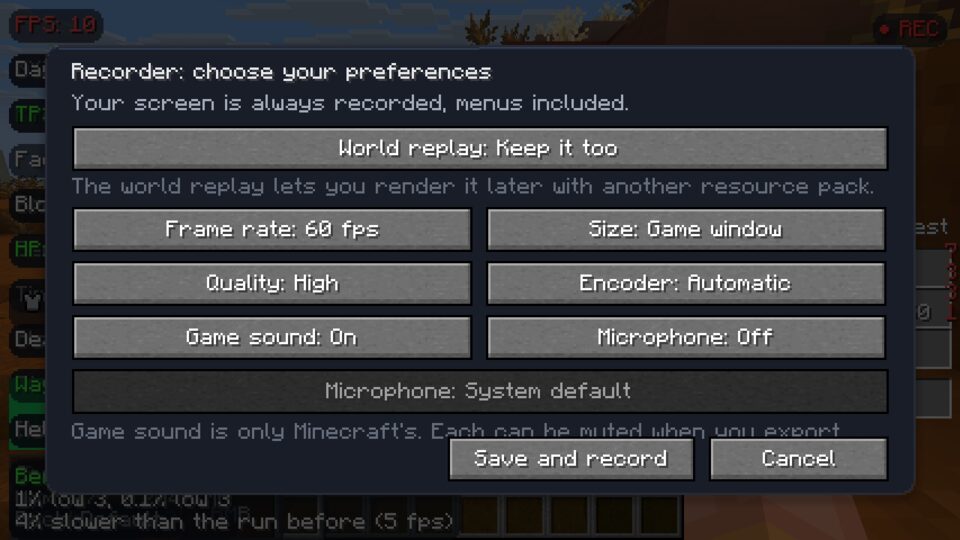 FPS: 10
REC
Recorder: choose your preferences
Your screen is always recorded, menus included.
World replay: Keep it too
The world replay lets you render it later with another resource pack.
Frame rate: 60 fps
Size: Game window
Quality: High
Encoder: Automatic
Game sound: On
Microphone: Off
Microphone: System default
Game sound is only Minecraft's. Each can be muted when you export
Save and record
Cancel
1% low 3, 0.1% low 3
4% slower than the run before (5 fps)